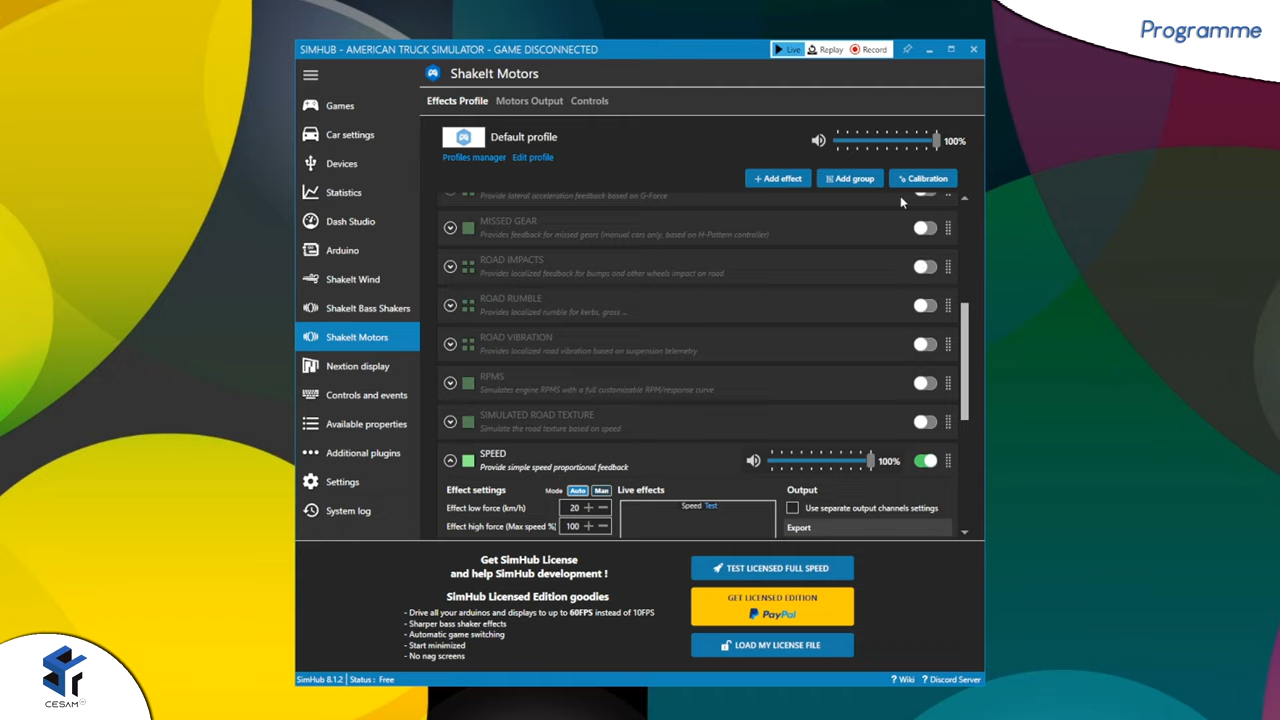 Programme
SIMHUB - AMERICAN TRUCK SIMULATOR - GAME DISCONNECTED
Live
Replay
Record
ShakeIt Motors
Games
Car settings
Devices
Statistics
Dash Studio
Arduino
ShakeIt Wind
ShakeIt Bass Shakers
ShakeIt Motors
Nextion display
Controls and events
Available properties
Additional plugins
Settings
System log
Effects Profile
Motors Output
Controls
Default profile
100%
Profiles manager
Edit profile
+ Add effect
Add group
Calibration
Provide lateral acceleration feedback based on G-Force
MISSED GEAR
Provides feedback for missed gears (manual cars only, based on H-Pattern controller)
ROAD IMPACTS
Provides localized feedback for bumps and other wheels impact on road
ROAD RUMBLE
Provides localized rumble for kerbs, grass ...
ROAD VIBRATION
Provides localized road vibration based on suspension telemetry
RPMS
Simulates engine RPMS with a full customizable RPM/response curve
SIMULATED ROAD TEXTURE
Simulate the road texture based on speed
SPEED
Provide simple speed proportional feedback
100%
Effect settings
Mode Auto Man
Effect low force (km/h)
20 + −
Effect high force (Max speed %)
100 + −
Live effects
Speed Test
Output
Use separate output channels settings
Export
Get SimHub License
and help SimHub development !
SimHub Licensed Edition goodies
- Drive all your arduinos and displays to up to 60FPS instead of 10FPS
- Sharper bass shaker effects
- Automatic game switching
- Start minimized
- No nag screens
TEST LICENSED FULL SPEED
GET LICENSED EDITION
PayPal
LOAD MY LICENSE FILE
SimHub 8.1.2 | Status : Free
? Wiki
? Discord Server
CESAM